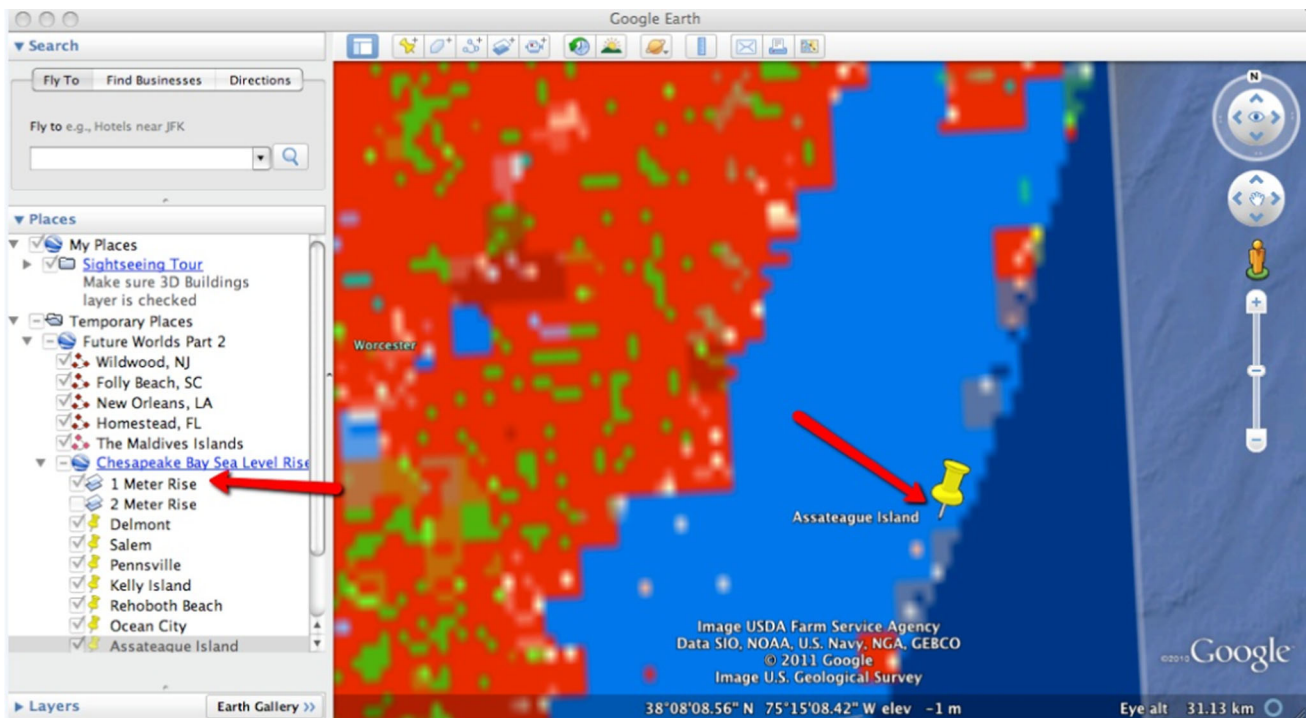 Google Earth
Search
Fly To
Find Businesses
Directions
Fly to e.g., Hotels near JFK
Places
My Places
Sightseeing Tour
Make sure 3D Buildings
layer is checked
Temporary Places
Future Worlds Part 2
Wildwood, NJ
Folly Beach, SC
New Orleans, LA
Homestead, FL
The Maldives Islands
Chesapeake Bay Sea Level Rise
1 Meter Rise
2 Meter Rise
Delmont
Salem
Pennsville
Kelly Island
Rehoboth Beach
Ocean City
Assateague Island
Layers
Earth Gallery >>
N
Worcester
Assateague Island
Image USDA Farm Service Agency
Data SIO, NOAA, U.S. Navy, NGA, GEBCO
© 2011 Google
Image U.S. Geological Survey
©2010 Google
38°08'08.56" N 75°15'08.42" W elev -1 m
Eye alt 31.13 km